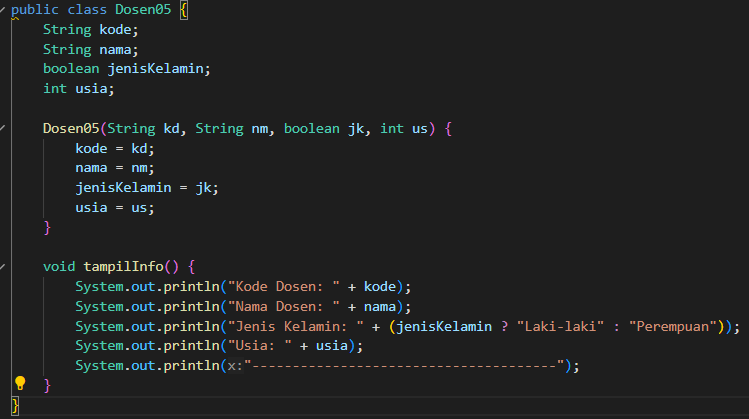 public class Dosen05 {
    String kode;
    String nama;
    boolean jenisKelamin;
    int usia;

    Dosen05(String kd, String nm, boolean jk, int us) {
        kode = kd;
        nama = nm;
        jenisKelamin = jk;
        usia = us;
    }

    void tampilInfo() {
        System.out.println("Kode Dosen: " + kode);
        System.out.println("Nama Dosen: " + nama);
        System.out.println("Jenis Kelamin: " + (jenisKelamin ? "Laki-laki" : "Perempuan"));
        System.out.println("Usia: " + usia);
        System.out.println(x:"--------------------------------------");
    }
}